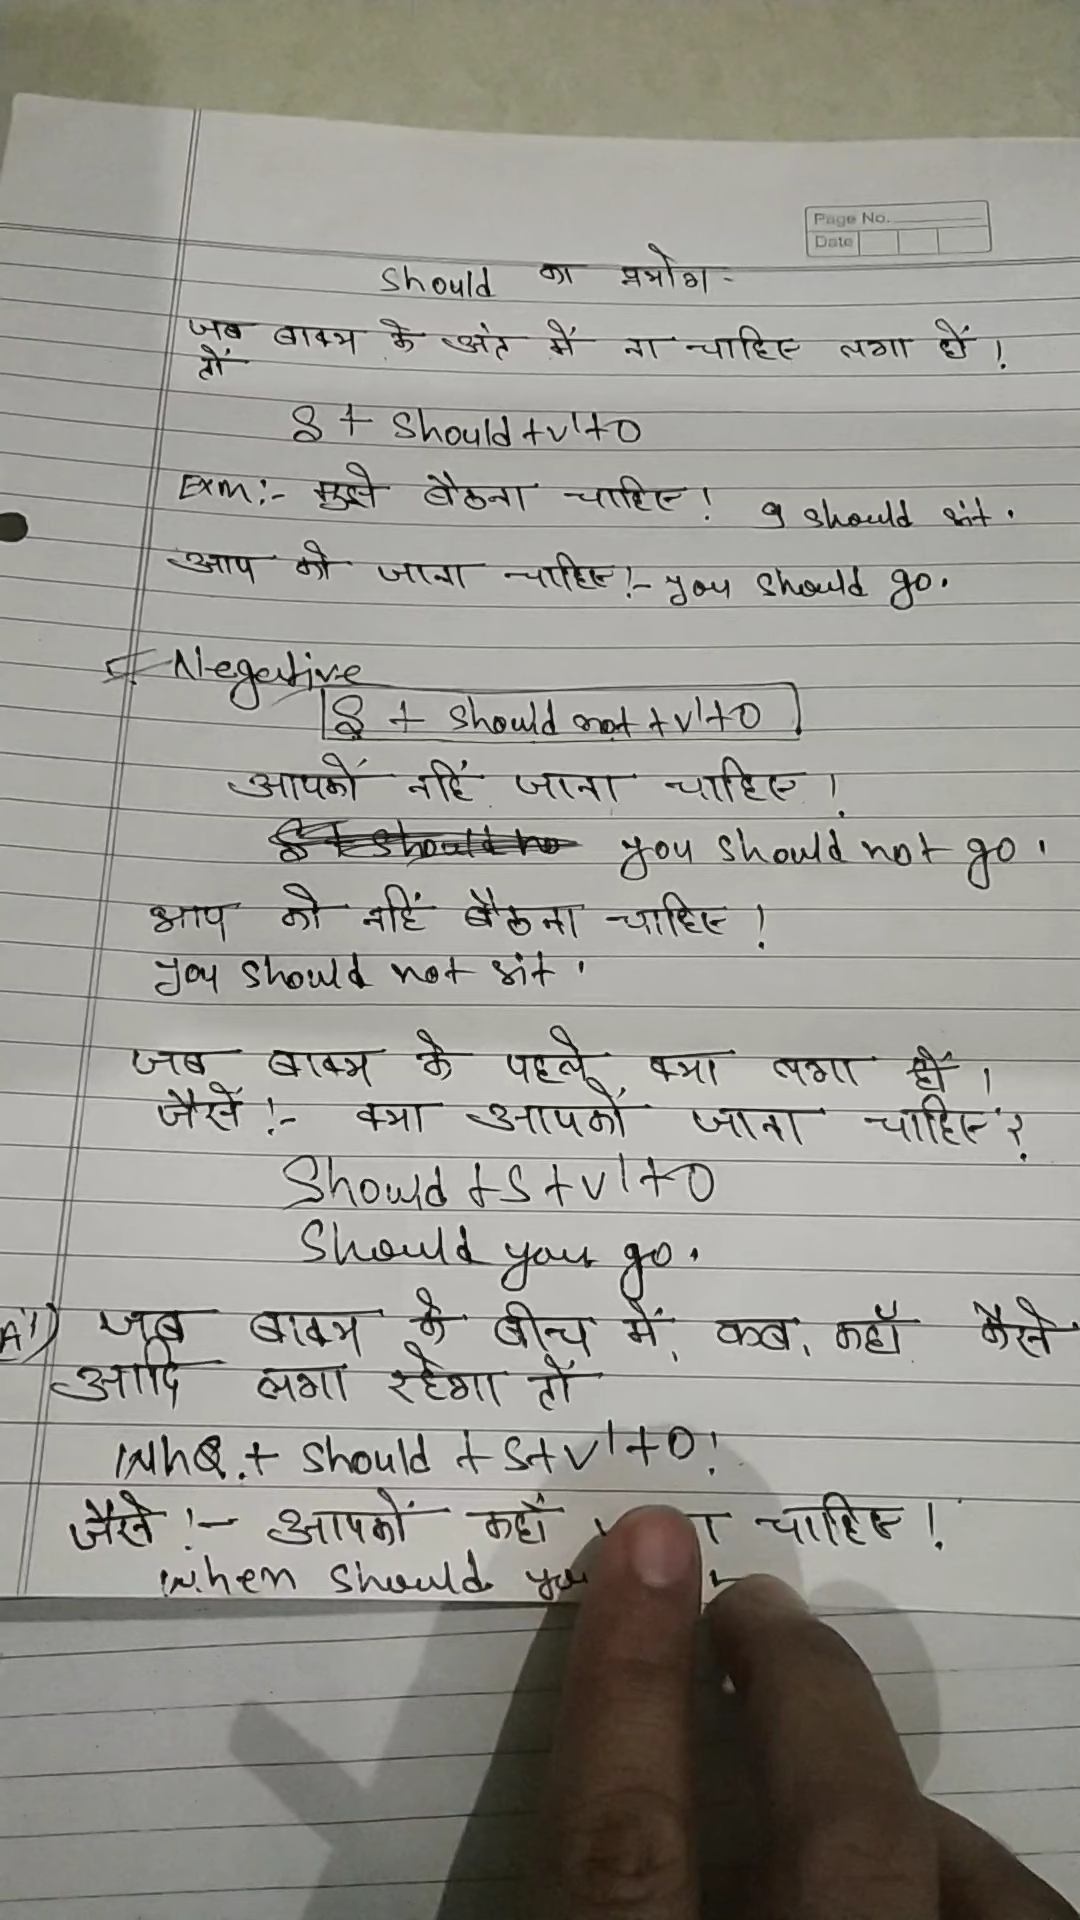 Page No.
Date
should का प्रयोग -
जब वाक्य के अंत में ना चाहिए लगा हों !
तों
S + should + v1 + O
Exm:- मुझे बैठना चाहिए ! I should sit.
आप को जाना चाहिए !- you should go.
Negative
S + should not + v1 + O
आपकों नहिं जाना चाहिए !
you should not go.
आप को नहिं बैठना चाहिए !
you should not sit.
जब वाक्य के पहले, क्या लगा हों ।
जैसें !- क्या आपकों जाना चाहिए ?
Should + S + v1 + O
Should you go.
A1) जब वाक्य के बीच में, कब, कहाँ कैसे
आदि लगा रहेगा तों
WhQ. + should + S + v1 + O !
जैसे !- आपकों कहाँ चाहिए !
When should you